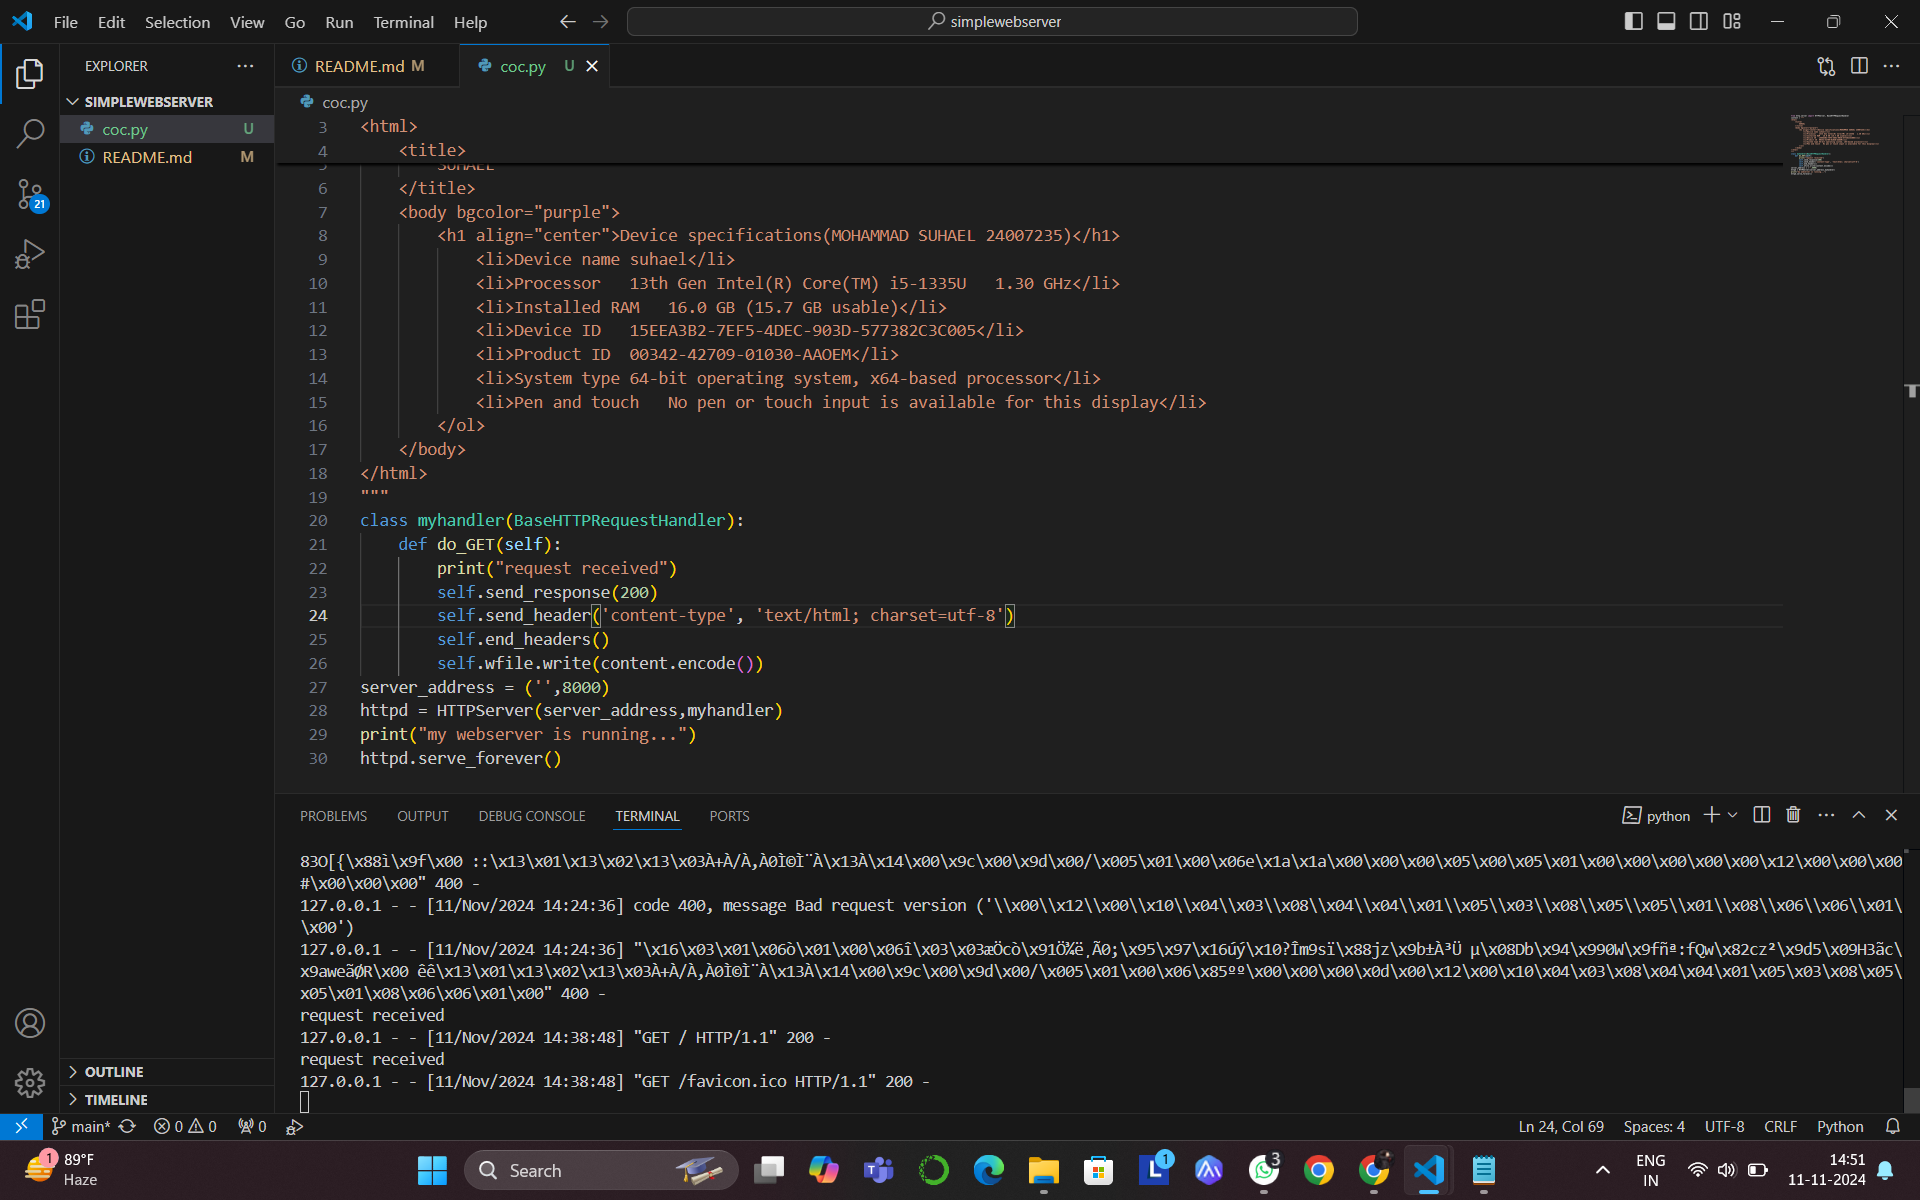 File Edit Selection View Go Run Terminal Help
simplewebserver
EXPLORER
README.md M
coc.py U
SIMPLEWEBSERVER
coc.py U
README.md M
21
coc.py
3 <html>
4 <title>
5 SUHAEL
6 </title>
7 <body bgcolor="purple">
8 <h1 align="center">Device specifications(MOHAMMAD SUHAEL 24007235)</h1>
9 <li>Device name suhael</li>
10 <li>Processor   13th Gen Intel(R) Core(TM) i5-1335U   1.30 GHz</li>
11 <li>Installed RAM   16.0 GB (15.7 GB usable)</li>
12 <li>Device ID   15EEA3B2-7EF5-4DEC-903D-577382C3C005</li>
13 <li>Product ID  00342-42709-01030-AAOEM</li>
14 <li>System type 64-bit operating system, x64-based processor</li>
15 <li>Pen and touch   No pen or touch input is available for this display</li>
16 </ol>
17 </body>
18 </html>
19 """
20 class myhandler(BaseHTTPRequestHandler):
21 def do_GET(self):
22 print("request received")
23 self.send_response(200)
24 self.send_header('content-type', 'text/html; charset=utf-8')
25 self.end_headers()
26 self.wfile.write(content.encode())
27 server_address = ('',8000)
28 httpd = HTTPServer(server_address,myhandler)
29 print("my webserver is running...")
30 httpd.serve_forever()
PROBLEMS OUTPUT DEBUG CONSOLE TERMINAL PORTS
python
83O[{\x88ì\x9f\x00 ::\x13\x01\x13\x02\x13\x03À+À/À,À0Ì©Ì¨À\x13À\x14\x00\x9c\x00\x9d\x00/\x005\x01\x00\x06e\x1a\x1a\x00\x00\x00\x05\x00\x05\x01\x00\x00\x00\x00\x00\x12\x00\x00\x00
#\x00\x00\x00" 400 -
127.0.0.1 - - [11/Nov/2024 14:24:36] code 400, message Bad request version ('\\x00\\x12\\x00\\x10\\x04\\x03\\x08\\x04\\x04\\x01\\x05\\x03\\x08\\x05\\x05\\x01\\x08\\x06\\x06\\x01\
\x00')
127.0.0.1 - - [11/Nov/2024 14:24:36] "\x16\x03\x01\x06ò\x01\x00\x06î\x03\x03æÖcò\x91Ö¾ë¸Ã0;\x95\x97\x16úý\x10?Îm9sï\x88jz\x9b±À³Ü µ\x08Db\x94\x990W\x9fñª:fQw\x82cz²\x9d5\x09H3ãc\
x9aweãØR\x00 êê\x13\x01\x13\x02\x13\x03À+À/À,À0Ì©Ì¨À\x13À\x14\x00\x9c\x00\x9d\x00/\x005\x01\x00\x06\x85ºº\x00\x00\x00\x0d\x00\x12\x00\x10\x04\x03\x08\x04\x04\x01\x05\x03\x08\x05\
x05\x01\x08\x06\x06\x01\x00" 400 -
request received
127.0.0.1 - - [11/Nov/2024 14:38:48] "GET / HTTP/1.1" 200 -
request received
127.0.0.1 - - [11/Nov/2024 14:38:48] "GET /favicon.ico HTTP/1.1" 200 -
OUTLINE
TIMELINE
main* 0 0 0
Ln 24, Col 69 Spaces: 4 UTF-8 CRLF Python
1 89°F
Haze
Search
1
3
ENG
IN
14:51
11-11-2024